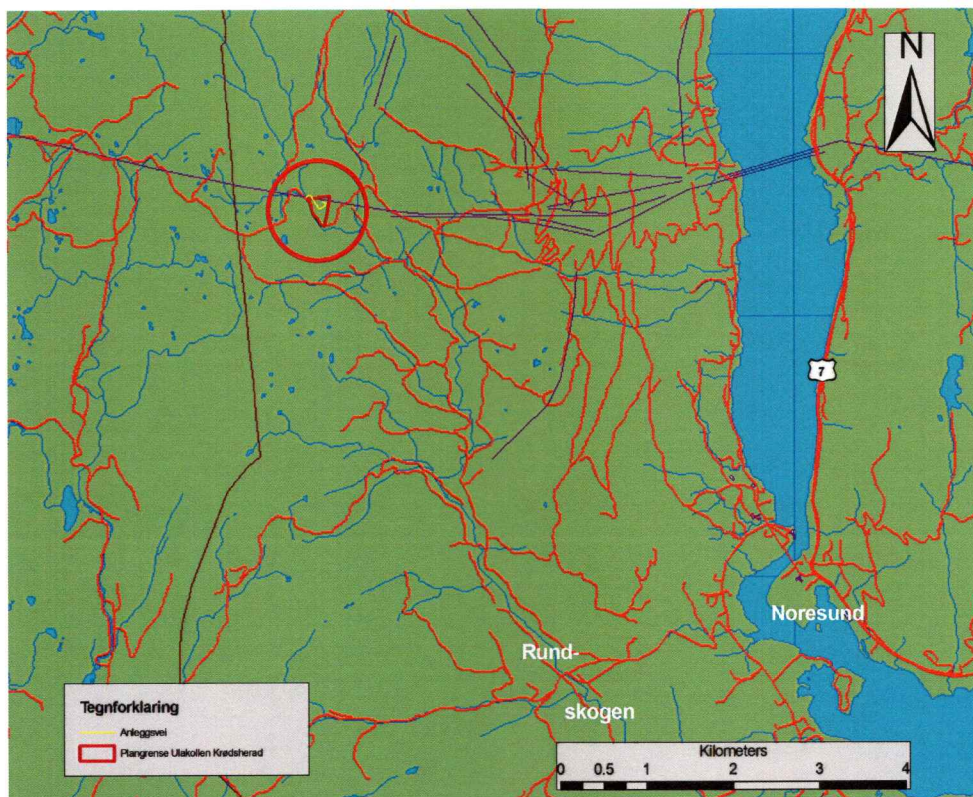 N
7
Noresund
Rund-
skogen
Tegnforklaring
Anleggsvei
Plangrense Ulakollen Krødsherad
Kilometers
0 0.5 1 2 3 4